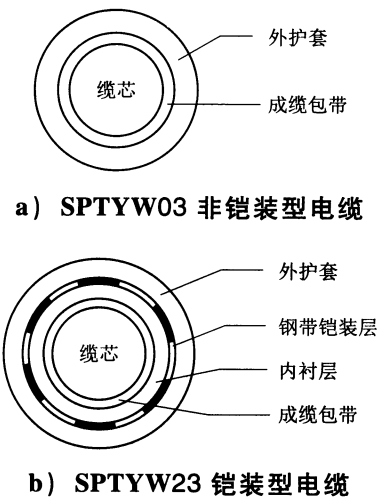 外护套
缆芯
成缆包带
a) SPTYW03 非铠装型电缆
外护套
钢带铠装层
缆芯
内衬层
成缆包带
b) SPTYW23 铠装型电缆